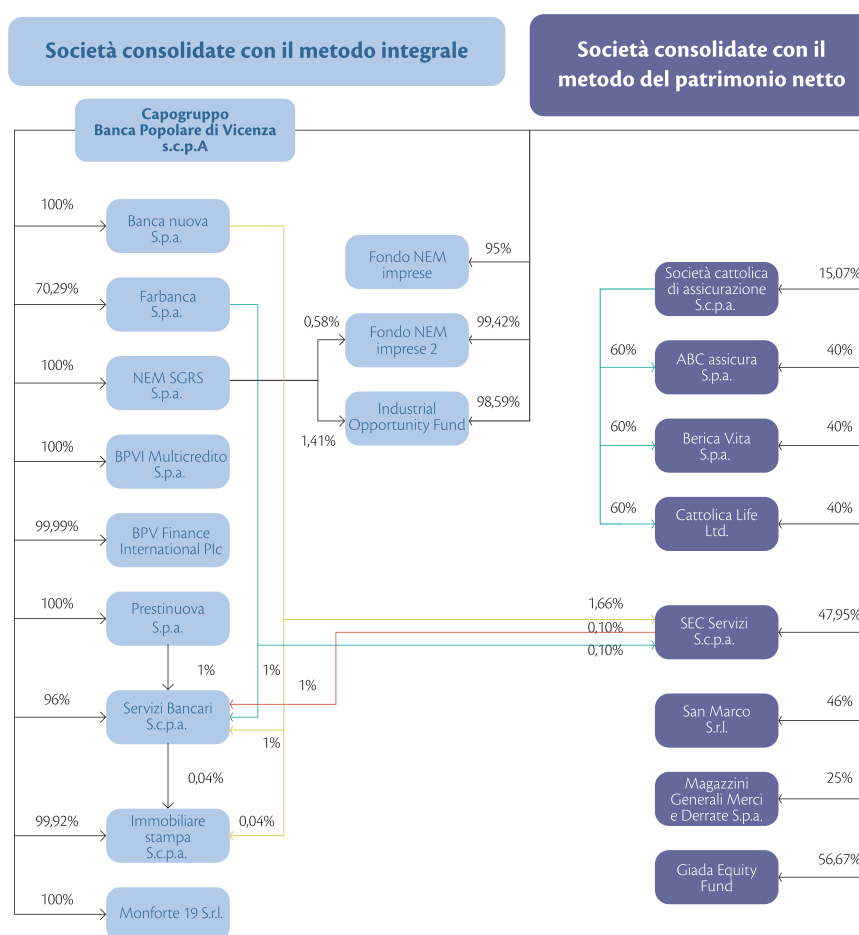 Società consolidate con il metodo integrale
Società consolidate con il
metodo del patrimonio netto
Capogruppo
Banca Popolare di Vicenza
s.c.p.A
100%
Banca nuova
S.p.a.
70,29%
Farbanca
S.p.a.
100%
NEM SGRS
S.p.a.
100%
BPVI Multicredito
S.p.a.
99,99%
BPV Finance
International Plc
100%
Prestinuova
S.p.a.
1%
1%
1%
96%
Servizi Bancari
S.c.p.a.
1%
0,04%
99,92%
Immobiliare
stampa
S.c.p.a.
0,04%
100%
Monforte 19 S.r.l.
Fondo NEM
imprese
95%
0,58%
Fondo NEM
imprese 2
99,42%
Industrial
Opportunity Fund
98,59%
1,41%
Società cattolica
di assicurazione
S.c.p.a.
15,07%
60%
ABC assicura
S.p.a.
40%
60%
Berica V.ita
S.p.a.
40%
60%
Cattolica Life
Ltd.
40%
1,66%
0,10%
0,10%
SEC Servizi
S.c.p.a.
47,95%
San Marco
S.r.l.
46%
Magazzini
Generali Merci
e Derrate S.p.a.
25%
Giada Equity
Fund
56,67%